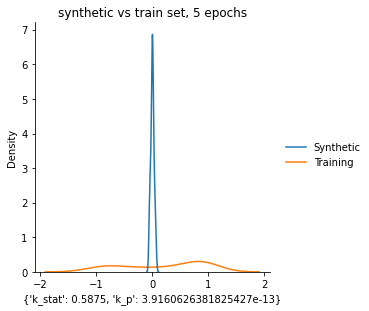 synthetic vs train set, 5 epochs
7
6
5
4
3
2
1
0
Density
−2
−1
0
1
2
{'k_stat': 0.5875, 'k_p': 3.9160626381825427e-13}
Synthetic
Training